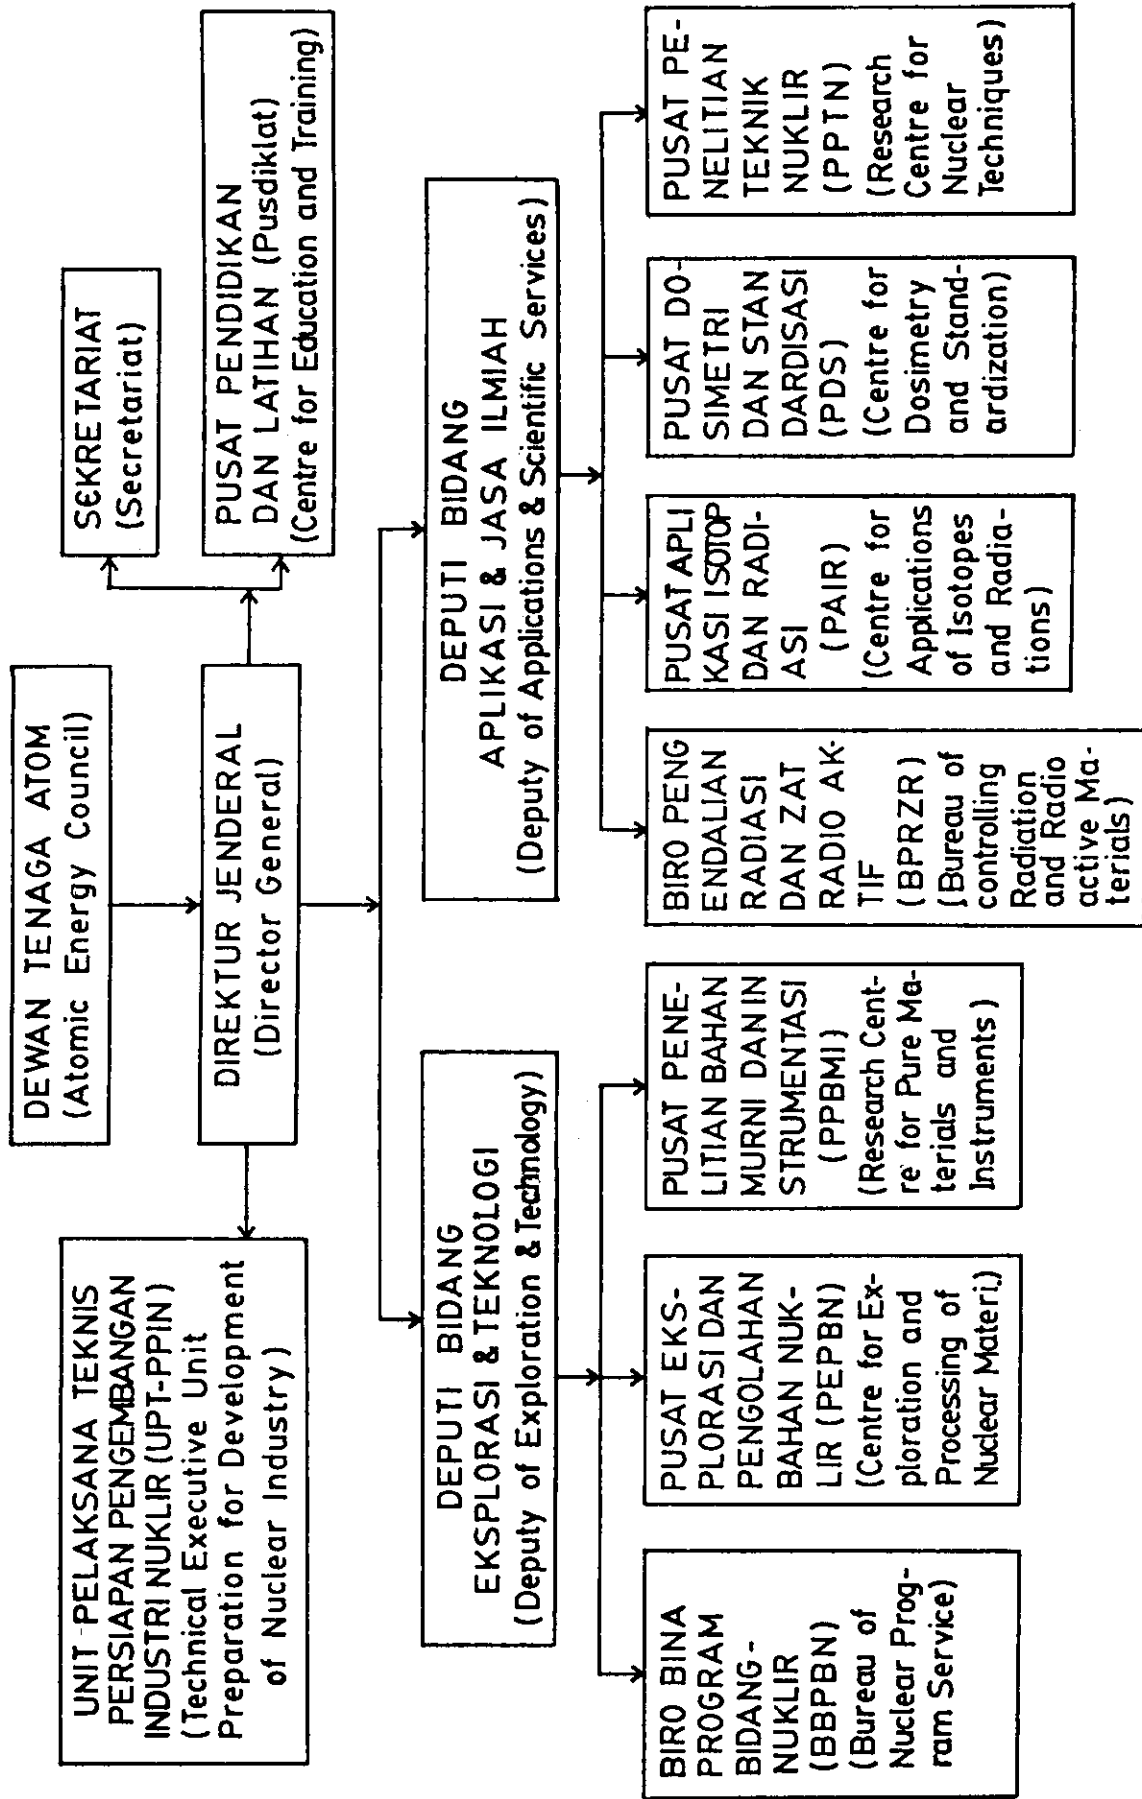 DEWAN TENAGA ATOM
(Atomic Energy Council)
SEKRETARIAT
(Secretariat)
UNIT PELAKSANA TEKNIS
PERSIAPAN PENGEMBANGAN
INDUSTRI NUKLIR (UPT-PPIN)
(Technical Executive Unit
Preparation for Development
of Nuclear Industry)
DIREKTUR JENDERAL
(Director General)
PUSAT PENDIDIKAN
DAN LATIHAN (Pusdiklat)
(Centre for Education and Training)
DEPUTI BIDANG
EKSPLORASI & TEKNOLOGI
(Deputy of Exploration & Technology)
DEPUTI BIDANG
APLIKASI & JASA ILMIAH
(Deputy of Applications & Scientific Services)
BIRO BINA
PROGRAM
BIDANG-
NUKLIR
(BBPBN)
(Bureau of
Nuclear Prog-
ram Service)
PUSAT EKS-
PLORASI DAN
PENGOLAHAN
BAHAN NUK-
LIR (PEPBN)
(Centre for Ex-
ploration and
Processing of
Nuclear Materi.)
PUSAT PENE-
LITIAN BAHAN
MURNI DAN IN
STRUMENTASI
(PPBMI)
(Research Cent-
re for Pure Ma-
terials and
Instruments)
BIRO PENG
ENDALIAN
RADIASI
DAN ZAT
RADIO AK-
TIF
(BPRZR)
(Bureau of
controlling
Radiation
and Radio
active Ma-
terials)
PUSAT APLI
KASI ISOTOP
DAN RADI-
ASI
(PAIR)
(Centre for
Applications
of Isotopes
and Radia-
tions)
PUSAT DO-
SIMETRI
DAN STAN
DARDISASI
(PDS)
(Centre for
Dosimetry
and Stand-
ardization)
PUSAT PE-
NELITIAN
TEKNIK
NUKLIR
(PPTN)
(Research
Centre for
Nuclear
Techniques)